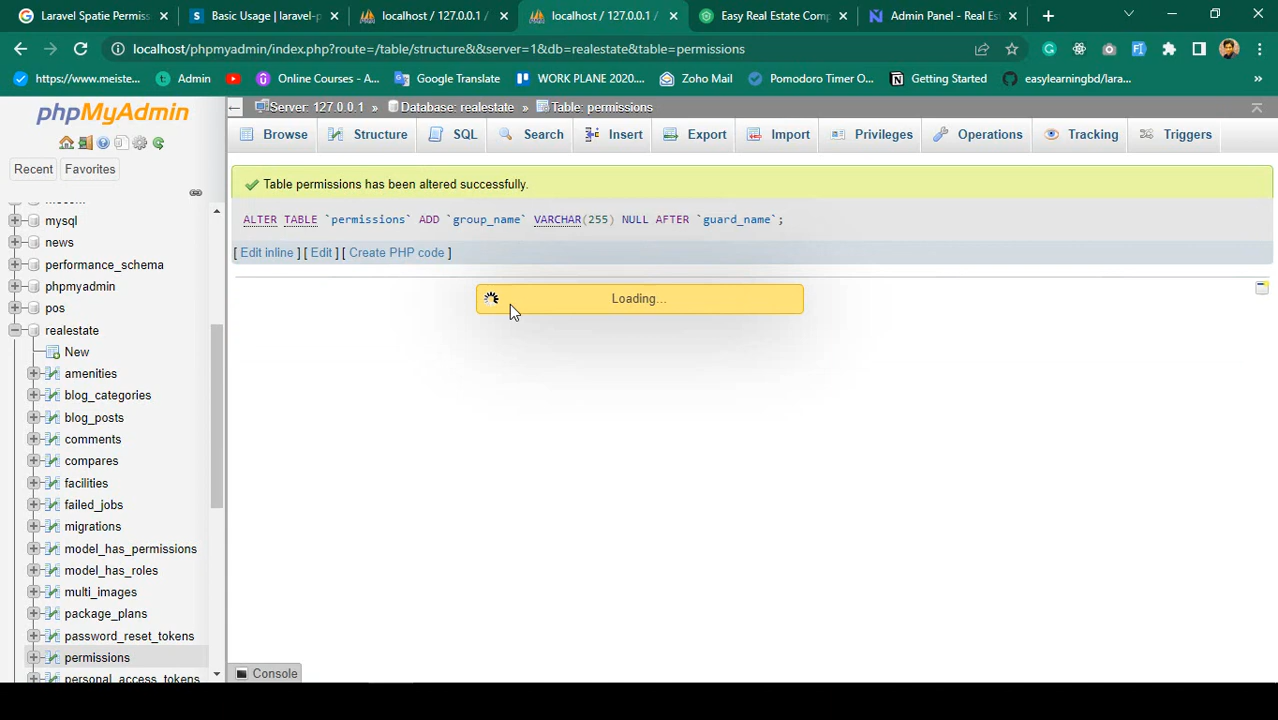 Laravel Spatie Permiss
Basic Usage | laravel-p
localhost / 127.0.0.1 /
localhost / 127.0.0.1 /
Easy Real Estate Comp
Admin Panel - Real Es
localhost/phpmyadmin/index.php?route=/table/structure&&server=1&db=realestate&table=permissions
https://www.meiste...
Admin
Online Courses - A...
Google Translate
WORK PLANE 2020....
Zoho Mail
Pomodoro Timer O...
Getting Started
easylearningbd/lara...
phpMyAdmin
Recent
Favorites
mysql
news
performance_schema
phpmyadmin
pos
realestate
New
amenities
blog_categories
blog_posts
comments
compares
facilities
failed_jobs
migrations
model_has_permissions
model_has_roles
multi_images
package_plans
password_reset_tokens
permissions
personal_access_tokens
Server: 127.0.0.1 » Database: realestate » Table: permissions
Browse Structure SQL Search Insert Export Import Privileges Operations Tracking Triggers
Table permissions has been altered successfully.
ALTER TABLE `permissions` ADD `group_name` VARCHAR(255) NULL AFTER `guard_name`;
[ Edit inline ] [ Edit ] [ Create PHP code ]
Loading...
Console